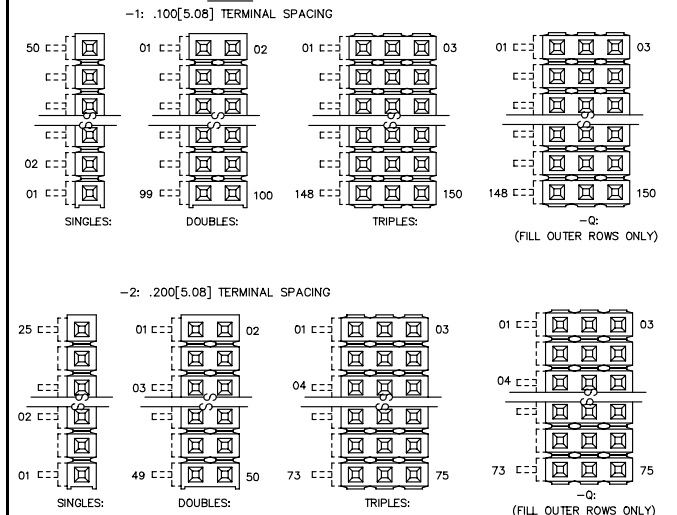 -1: .100[5.08] TERMINAL SPACING
50 01 02 01 03 01 03
02
01 99 100 148 150 148 150
SINGLES: DOUBLES: TRIPLES: -Q:
(FILL OUTER ROWS ONLY)
-2: .200[5.08] TERMINAL SPACING
25 01 02 01 03 01 03
03 04 04
02
01 49 50 73 75 73 75
SINGLES: DOUBLES: TRIPLES: -Q:
(FILL OUTER ROWS ONLY)